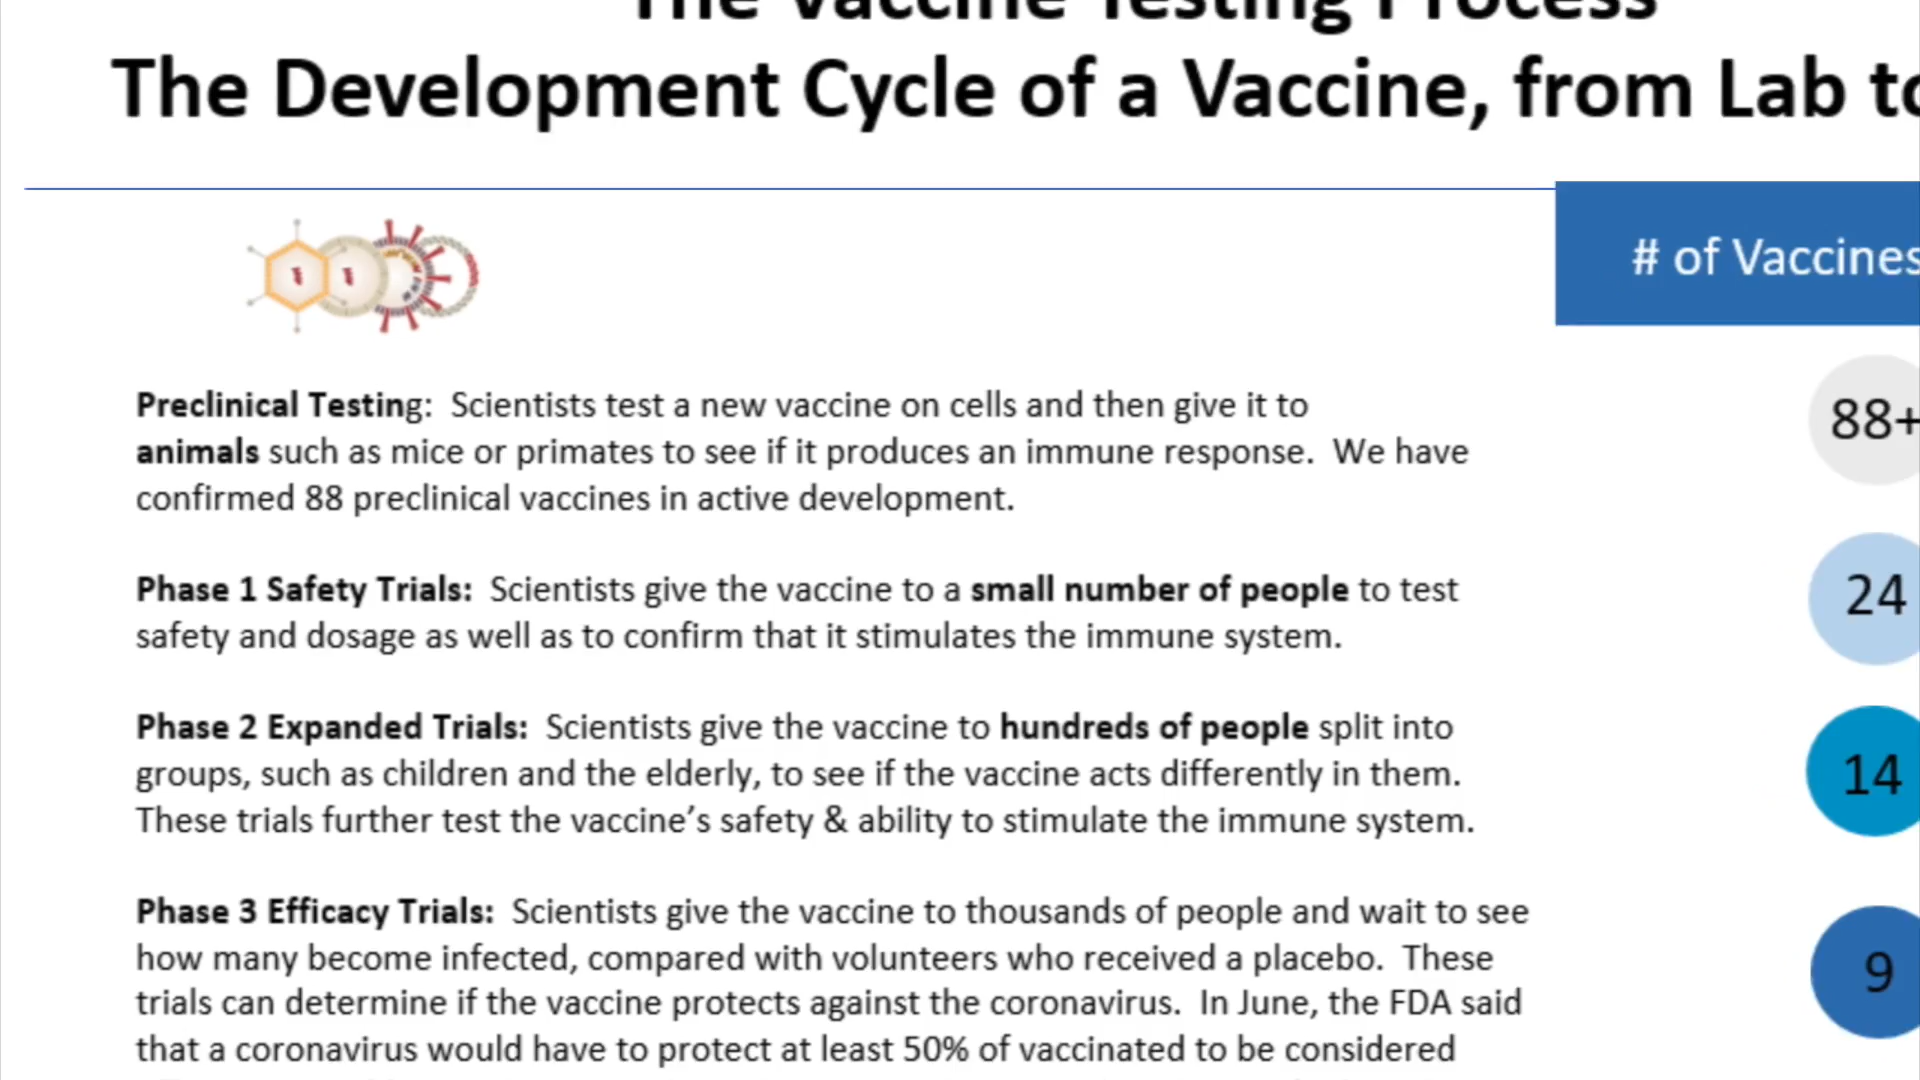 The Vaccine Testing Process
The Development Cycle of a Vaccine, from Lab to
# of Vaccines
Preclinical Testing:  Scientists test a new vaccine on cells and then give it to
animals such as mice or primates to see if it produces an immune response.  We have
confirmed 88 preclinical vaccines in active development.
88+
Phase 1 Safety Trials:  Scientists give the vaccine to a small number of people to test
safety and dosage as well as to confirm that it stimulates the immune system.
24
Phase 2 Expanded Trials:  Scientists give the vaccine to hundreds of people split into
groups, such as children and the elderly, to see if the vaccine acts differently in them.
These trials further test the vaccine’s safety & ability to stimulate the immune system.
14
Phase 3 Efficacy Trials:  Scientists give the vaccine to thousands of people and wait to see
how many become infected, compared with volunteers who received a placebo.  These
trials can determine if the vaccine protects against the coronavirus.  In June, the FDA said
that a coronavirus would have to protect at least 50% of vaccinated to be considered
9